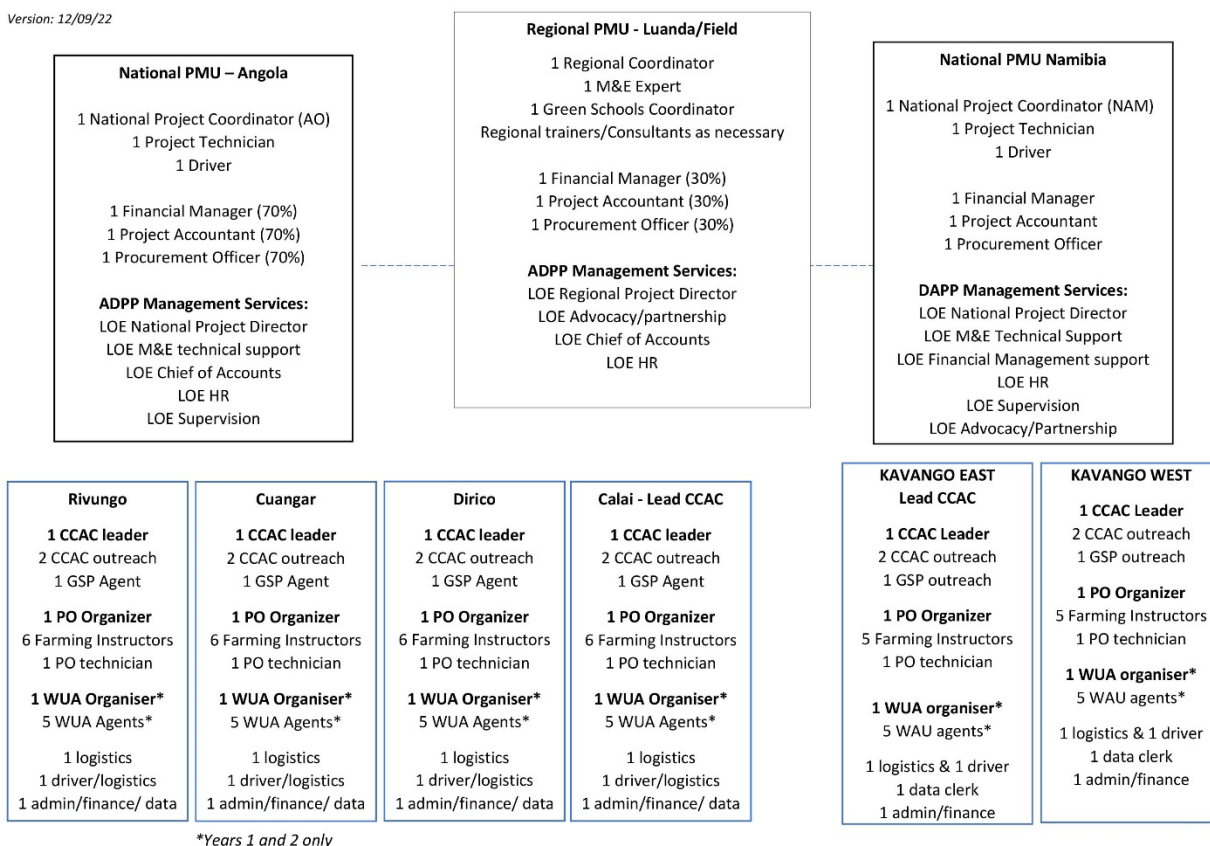 Version: 12/09/22
National PMU – Angola
1 National Project Coordinator (AO)
1 Project Technician
1 Driver
1 Financial Manager (70%)
1 Project Accountant (70%)
1 Procurement Officer (70%)
ADPP Management Services:
LOE National Project Director
LOE M&E technical support
LOE Chief of Accounts
LOE HR
LOE Supervision
Regional PMU - Luanda/Field
1 Regional Coordinator
1 M&E Expert
1 Green Schools Coordinator
Regional trainers/Consultants as necessary
1 Financial Manager (30%)
1 Project Accountant (30%)
1 Procurement Officer (30%)
ADPP Management Services:
LOE Regional Project Director
LOE Advocacy/partnership
LOE Chief of Accounts
LOE HR
National PMU Namibia
1 National Project Coordinator (NAM)
1 Project Technician
1 Driver
1 Financial Manager
1 Project Accountant
1 Procurement Officer
DAPP Management Services:
LOE National Project Director
LOE M&E Technical Support
LOE Financial Management support
LOE HR
LOE Supervision
LOE Advocacy/Partnership
Rivungo
1 CCAC leader
2 CCAC outreach
1 GSP Agent
1 PO Organizer
6 Farming Instructors
1 PO technician
1 WUA Organiser*
5 WUA Agents*
1 logistics
1 driver/logistics
1 admin/finance/ data
Cuangar
1 CCAC leader
2 CCAC outreach
1 GSP Agent
1 PO Organizer
6 Farming Instructors
1 PO technician
1 WUA Organiser*
5 WUA Agents*
1 logistics
1 driver/logistics
1 admin/finance/ data
Dirico
1 CCAC leader
2 CCAC outreach
1 GSP Agent
1 PO Organizer
6 Farming Instructors
1 PO technician
1 WUA Organiser*
5 WUA Agents*
1 logistics
1 driver/logistics
1 admin/finance/ data
Calai - Lead CCAC
1 CCAC leader
2 CCAC outreach
1 GSP Agent
1 PO Organizer
6 Farming Instructors
1 PO technician
1 WUA Organiser*
5 WUA Agents*
1 logistics
1 driver/logistics
1 admin/finance/ data
KAVANGO EAST
Lead CCAC
1 CCAC Leader
2 CCAC outreach
1 GSP outreach
1 PO Organizer
5 Farming Instructors
1 PO technician
1 WUA organiser*
5 WAU agents*
1 logistics & 1 driver
1 data clerk
1 admin/finance
KAVANGO WEST
1 CCAC Leader
2 CCAC outreach
1 GSP outreach
1 PO Organizer
5 Farming Instructors
1 PO technician
1 WUA organiser*
5 WAU agents*
1 logistics & 1 driver
1 data clerk
1 admin/finance
*Years 1 and 2 only